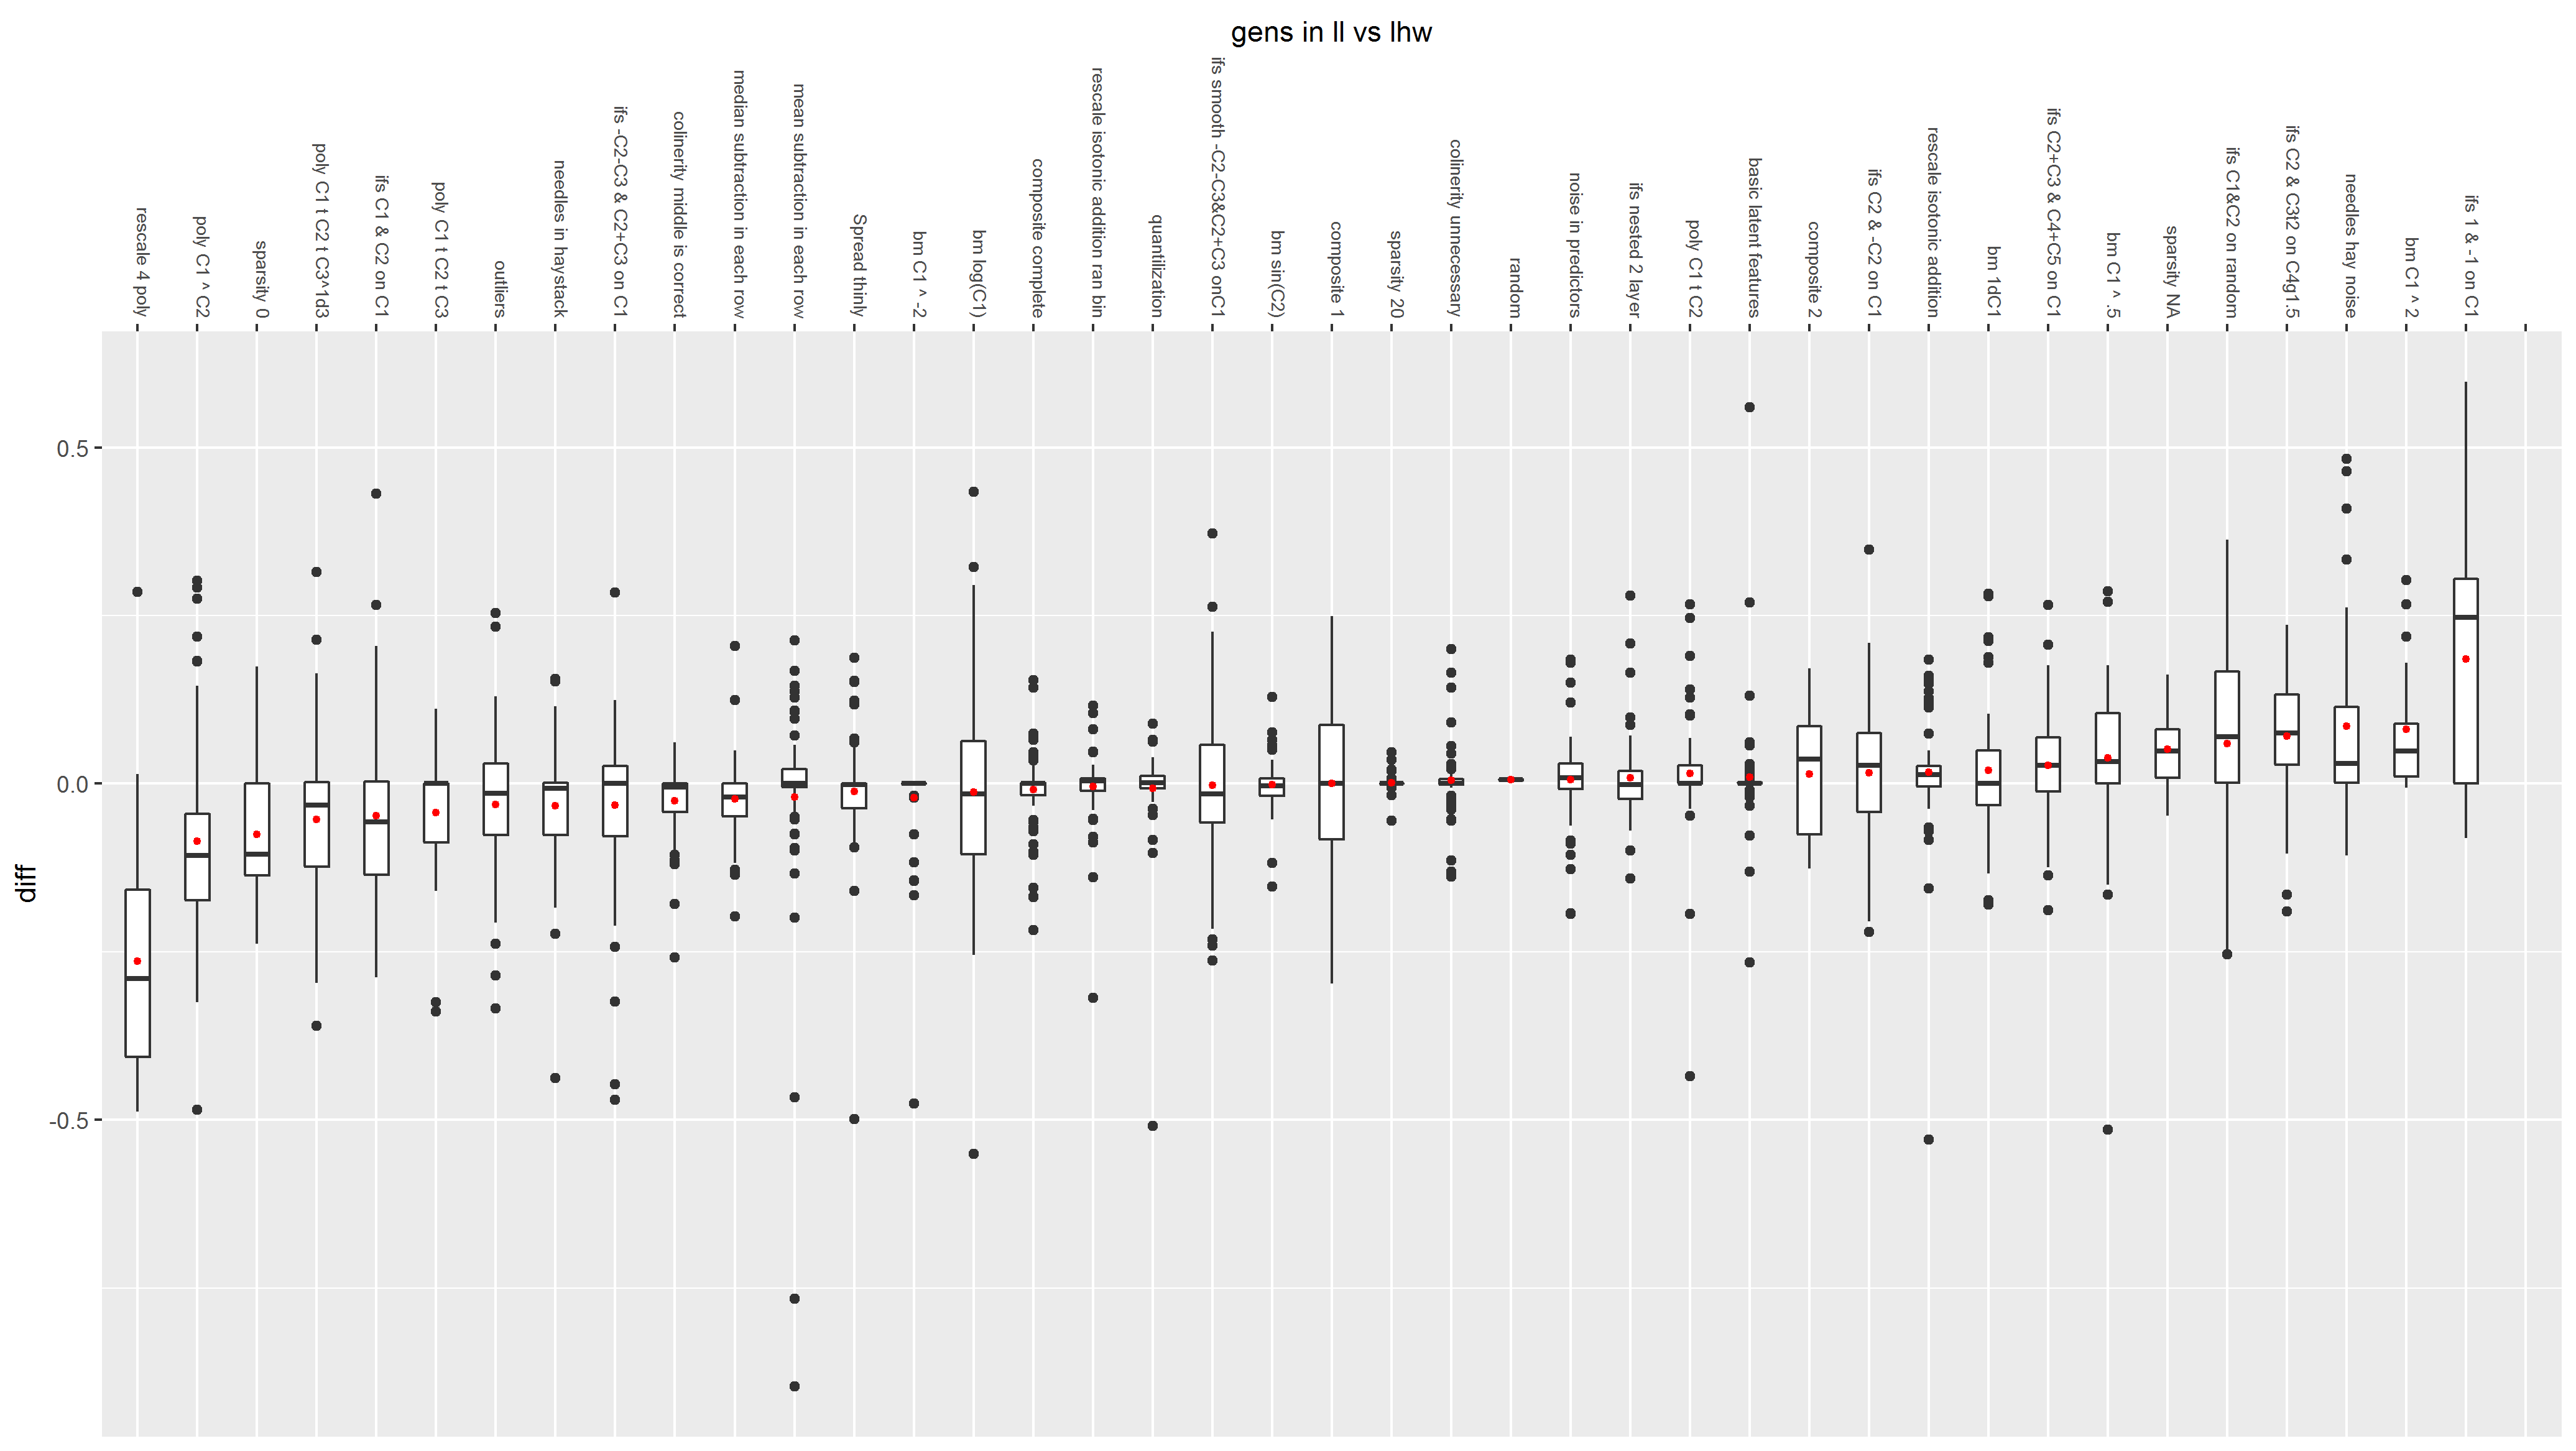 gens in ll vs lhw
rescale 4 poly
poly C1 ^ C2
sparsity 0
poly C1 t C2 t C3^1d3
ifs C1 & C2 on C1
poly C1 t C2 t C3
outliers
needles in haystack
ifs -C2-C3 & C2+C3 on C1
colinerity middle is correct
median subtraction in each row
mean subtraction in each row
Spread thinly
bm C1 ^ -2
bm log(C1)
composite complete
rescale isotonic addition ran bin
quantilization
ifs smooth -C2-C3&C2+C3 onC1
bm sin(C2)
composite 1
sparsity 20
colinerity unnecessary
random
noise in predictors
ifs nested 2 layer
poly C1 t C2
basic latent features
composite 2
ifs C2 & -C2 on C1
rescale isotonic addition
bm 1dC1
ifs C2+C3 & C4+C5 on C1
bm C1 ^ .5
sparsity NA
ifs C1&C2 on random
ifs C2 & C3t2 on C4g1.5
needles hay noise
bm C1 ^ 2
ifs 1 & -1 on C1
diff
0.5
0.0
-0.5